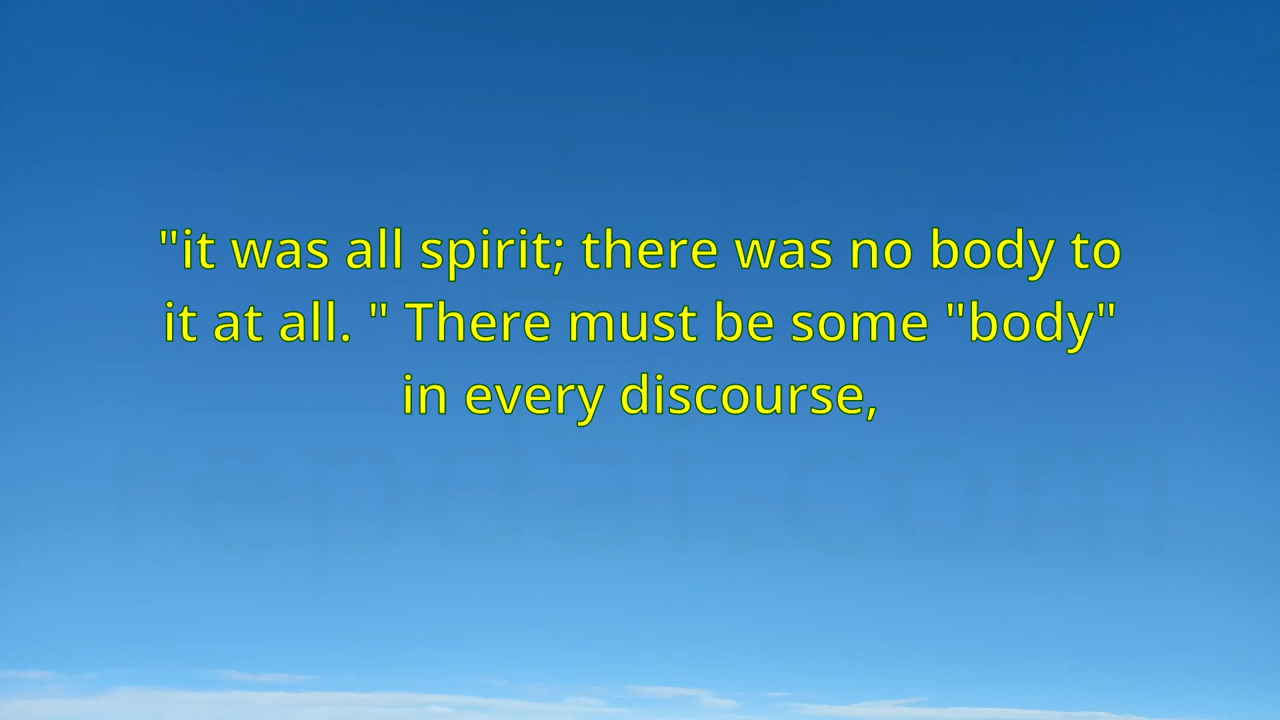 "it was all spirit; there was no body to
it at all. " There must be some "body"
in every discourse,